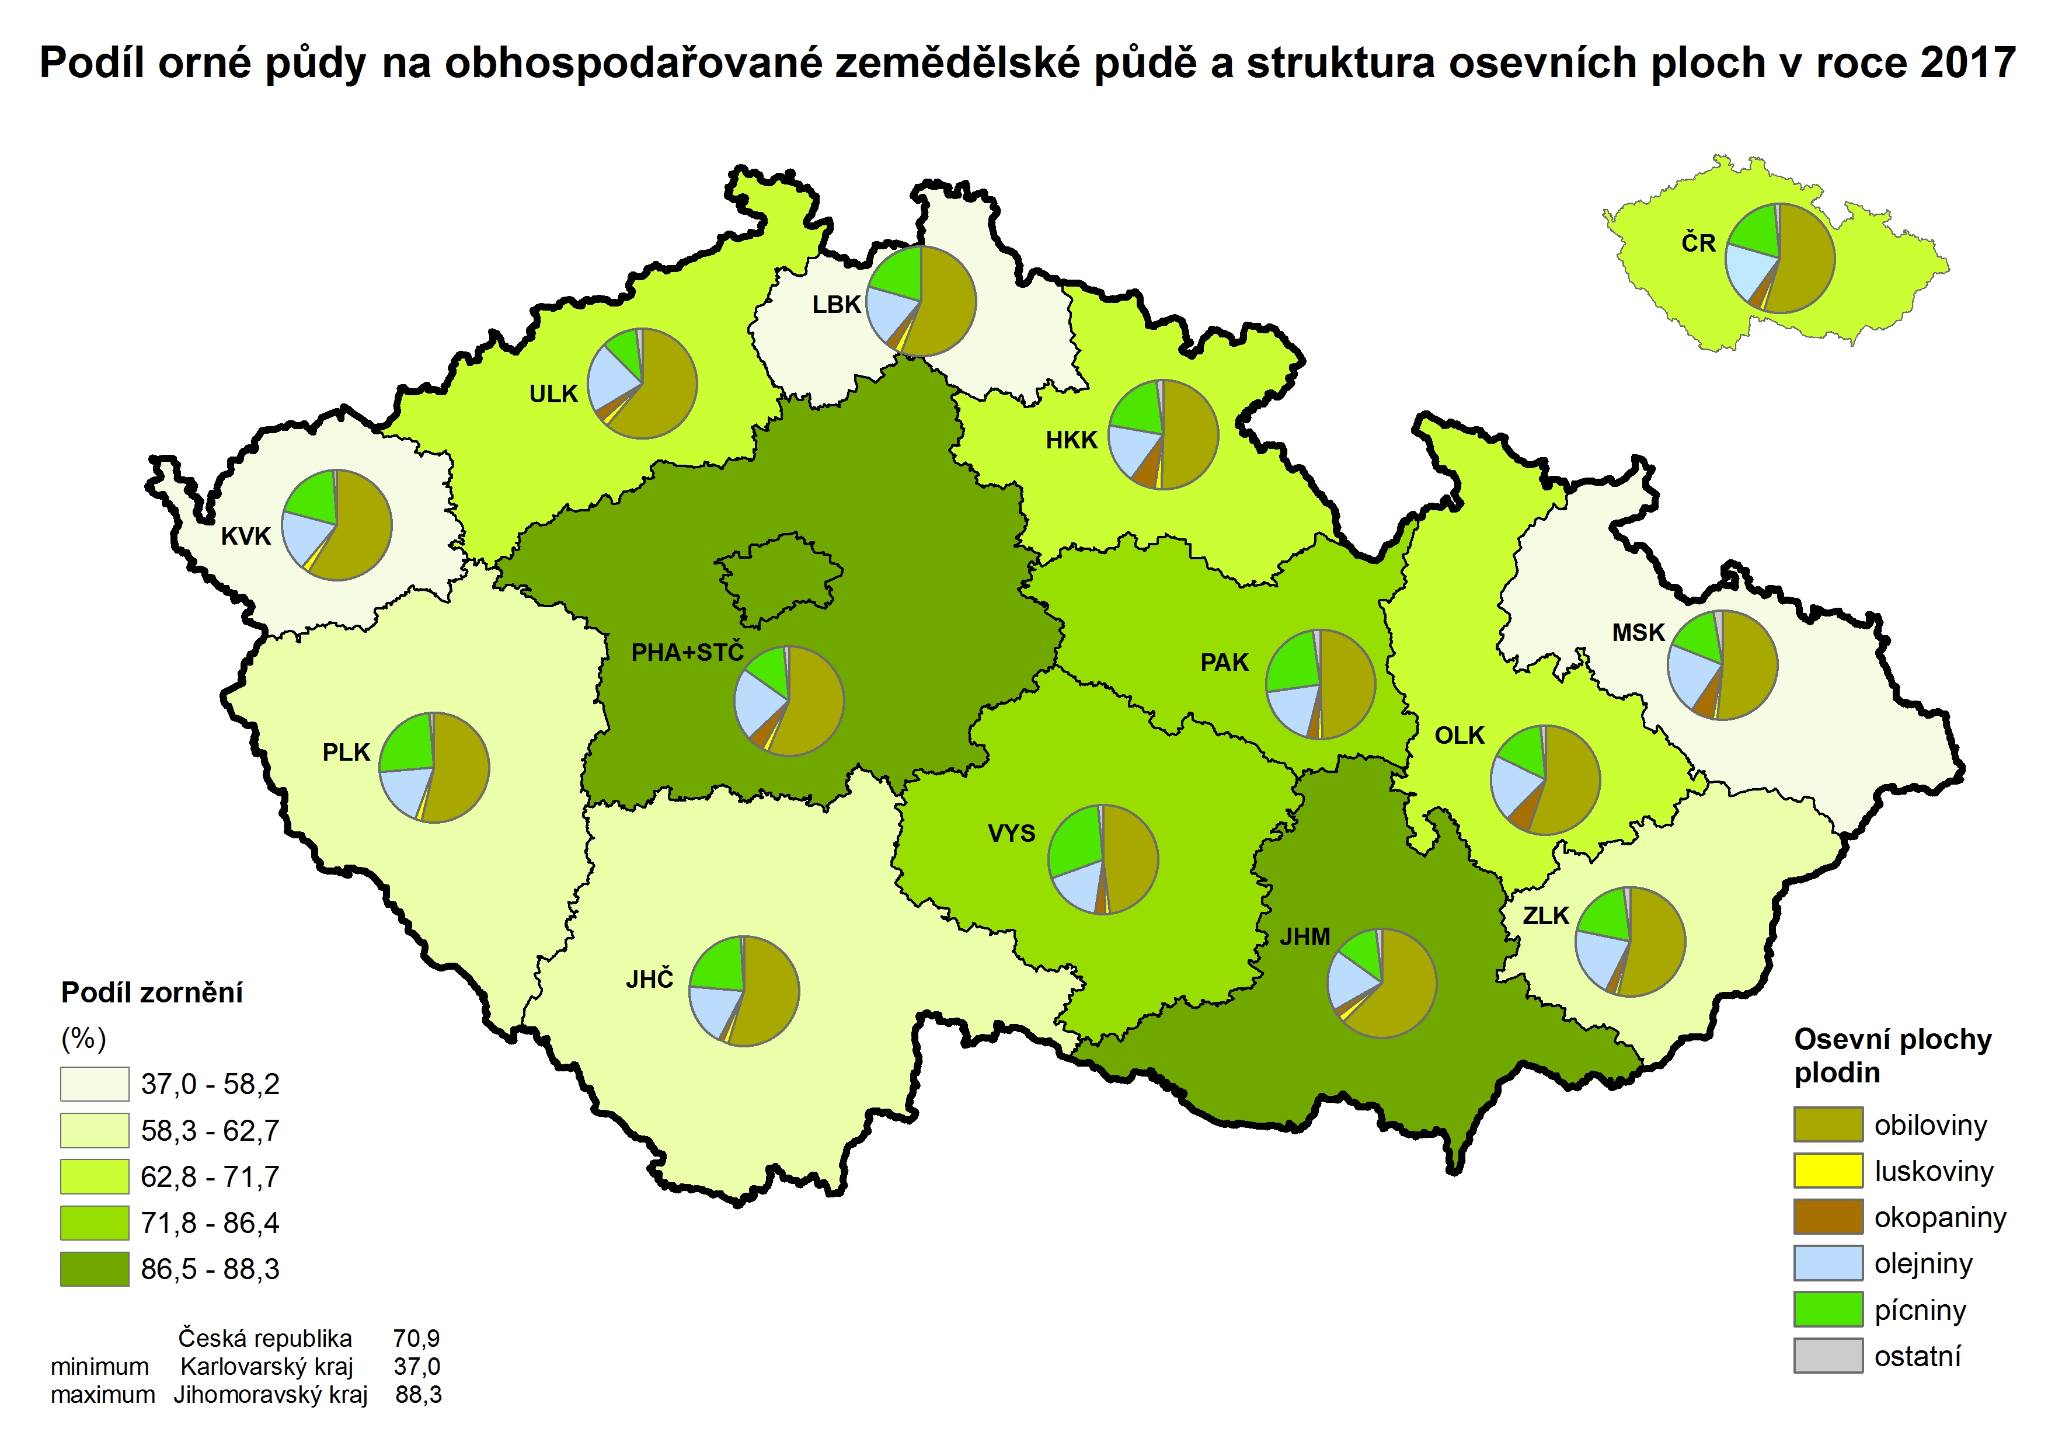 Podíl orné půdy na obhospodařované zemědělské půdě a struktura osevních ploch v roce 2017
ČR
LBK
ULK
HKK
KVK
MSK
PHA+STČ
PAK
OLK
PLK
VYS
ZLK
JHM
JHČ
Podíl zornění
(%)
37,0 - 58,2
58,3 - 62,7
62,8 - 71,7
71,8 - 86,4
86,5 - 88,3
Česká republika 70,9
minimum Karlovarský kraj 37,0
maximum Jihomoravský kraj 88,3
Osevní plochy
plodin
obiloviny
luskoviny
okopaniny
olejniny
pícniny
ostatní